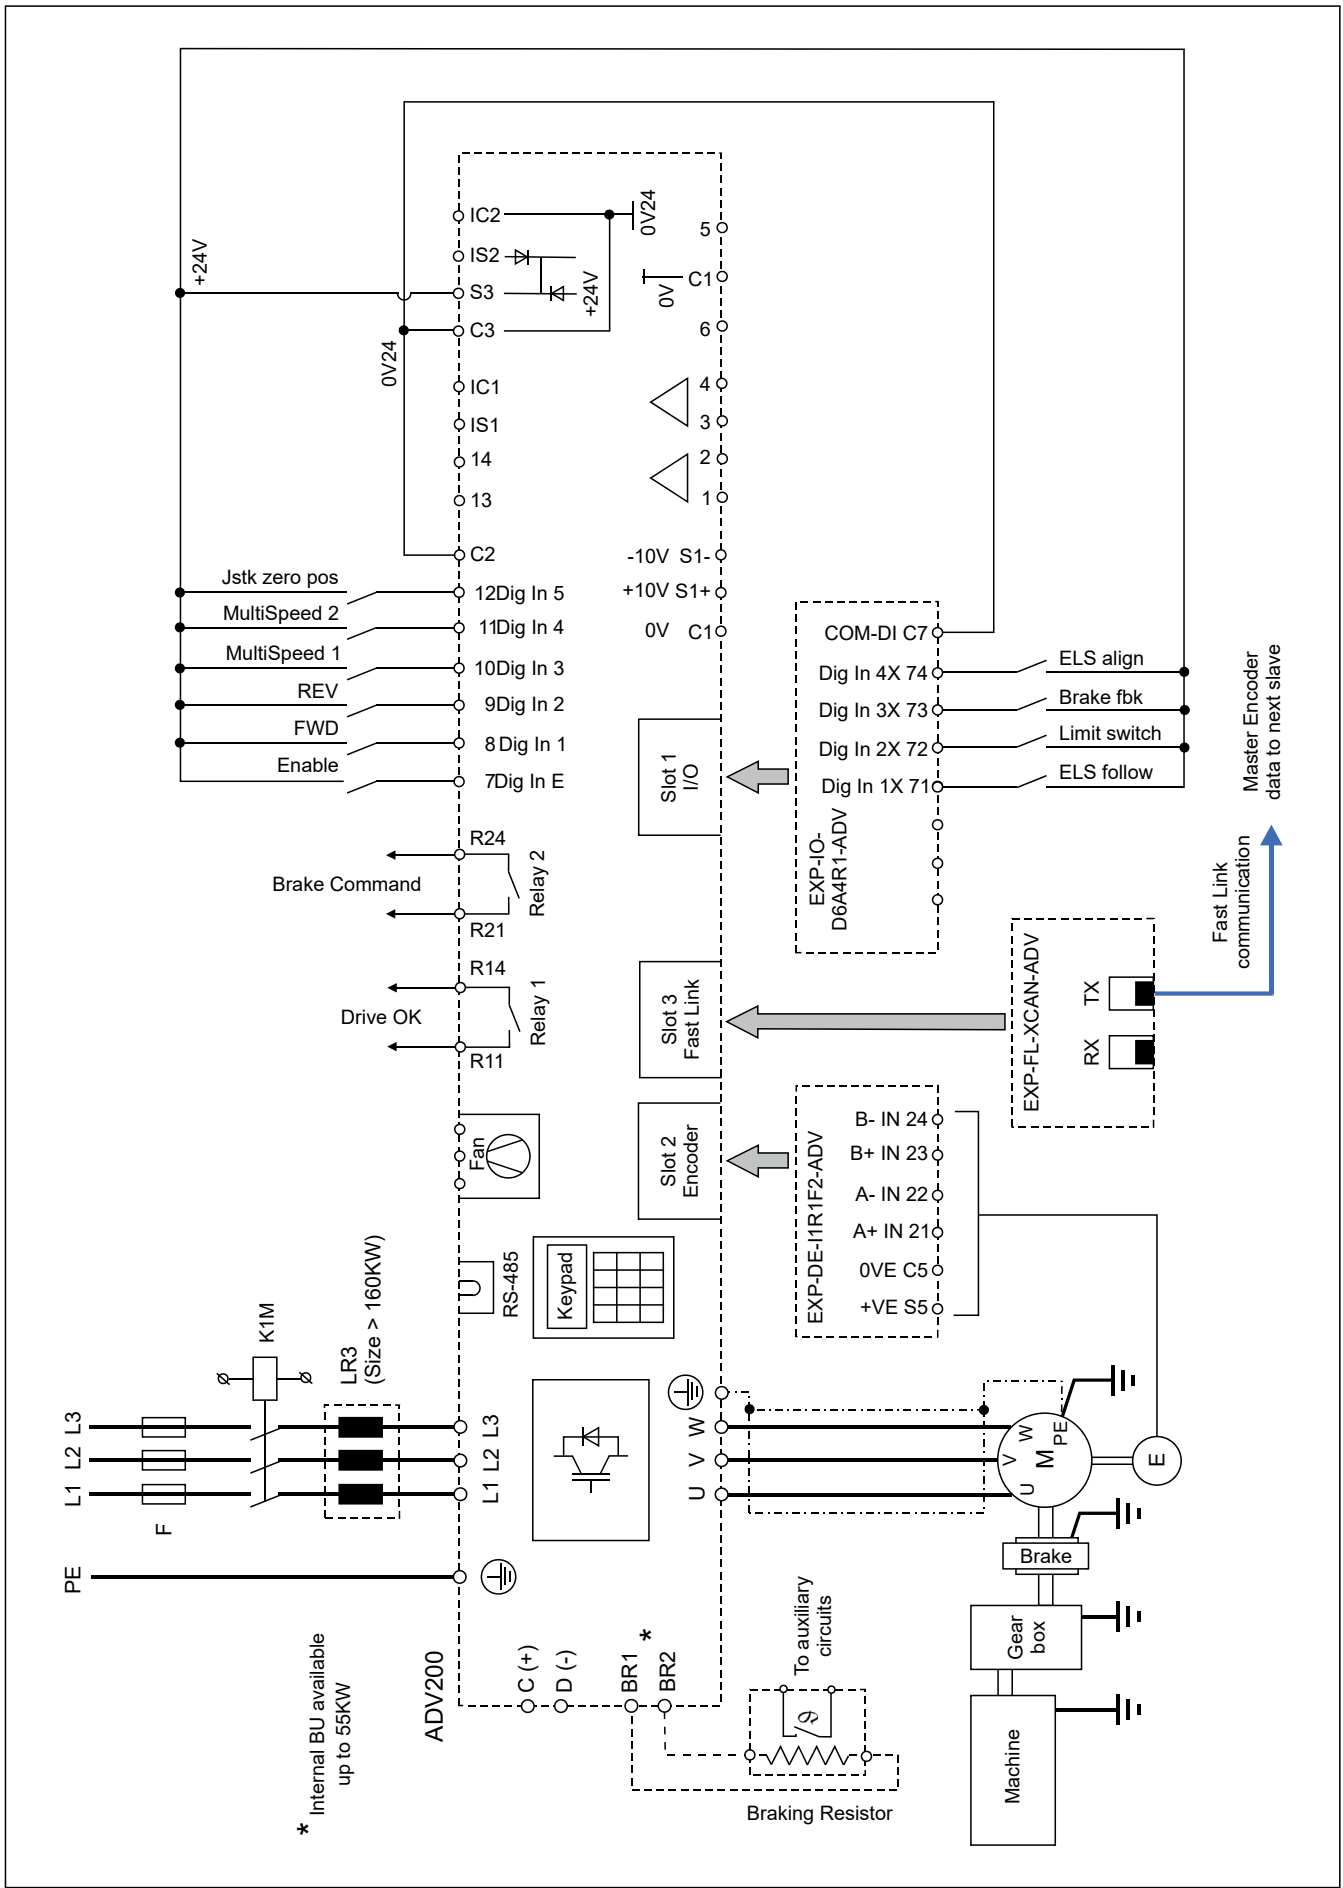 +24V
0V24
IC2
IS2
S3
C3
0V24
+24V
IC1
IS1
14
13
C2
5
C1
0V
6
4
3
2
1
-10V S1-
+10V S1+
0V C1
Jstk zero pos
12Dig In 5
MultiSpeed 2
11Dig In 4
MultiSpeed 1
10Dig In 3
REV
9Dig In 2
FWD
8 Dig In 1
Enable
7Dig In E
COM-DI C7
Dig In 4X 74
ELS align
Dig In 3X 73
Brake fbk
Dig In 2X 72
Limit switch
Dig In 1X 71
ELS follow
EXP-IO-
D6A4R1-ADV
Slot 1
I/O
Master Encoder
data to next slave
Fast Link
communication
R24
Brake Command
Relay 2
R21
R14
Drive OK
Relay 1
R11
Slot 3
Fast Link
EXP-FL-XCAN-ADV
TX
RX
Fan
Slot 2
Encoder
EXP-DE-I1R1F2-ADV
B- IN 24
B+ IN 23
A- IN 22
A+ IN 21
0VE C5
+VE S5
RS-485
Keypad
K1M
LR3
(Size > 160KW)
L3
L2
L1
F
PE
L3
L2
L1
W
V
U
W
V
U
M
PE
E
Brake
Gear
box
Machine
ADV200
C (+)
D (-)
BR1
BR2
*
To auxiliary
circuits
ϑ
Braking Resistor
* Internal BU available
up to 55KW